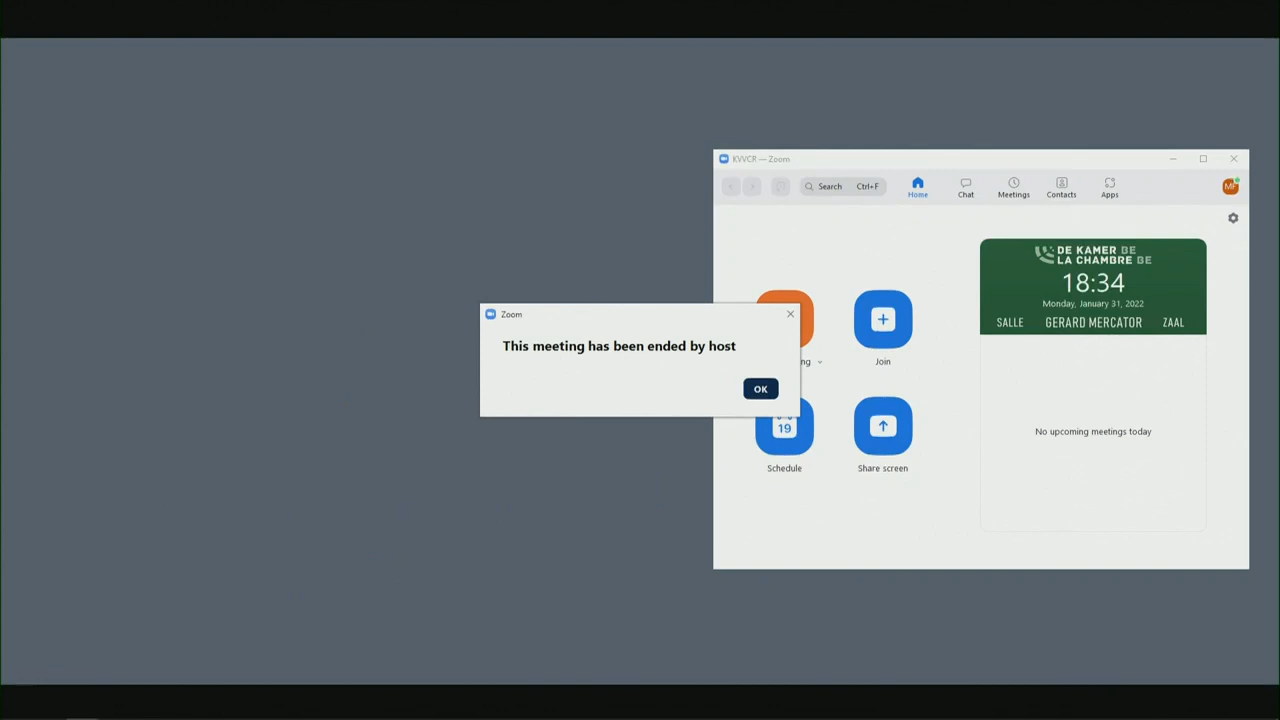 KVVCR — Zoom
Search Ctrl+F
Home
Chat
Meetings
Contacts
Apps
MF
DE KAMER BE
LA CHAMBRE BE
18:34
Monday, January 31, 2022
SALLE GERARD MERCATOR ZAAL
Zoom
This meeting has been ended by host
OK
ng
Join
19
Schedule
Share screen
No upcoming meetings today